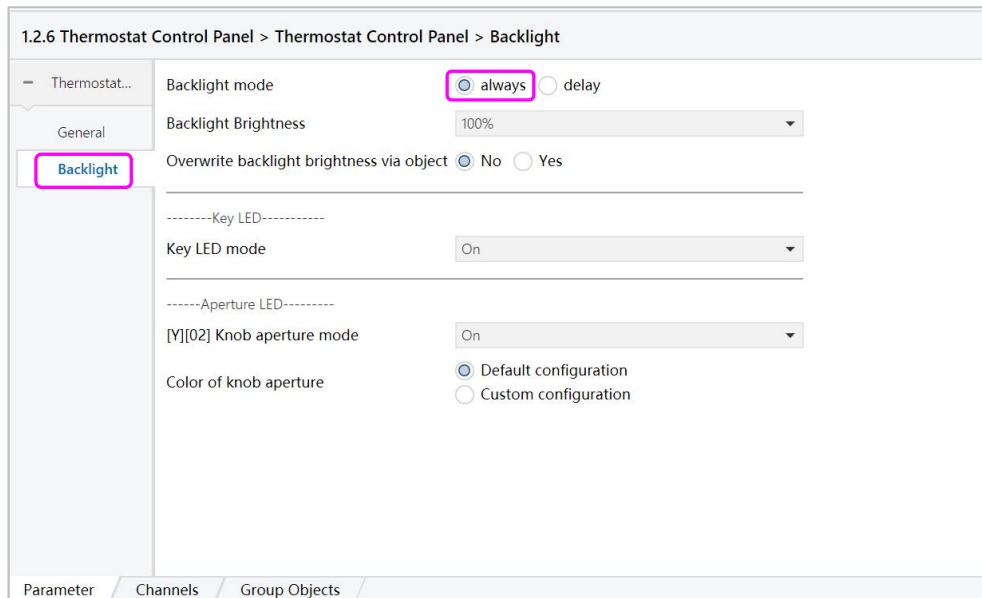 1.2.6 Thermostat Control Panel > Thermostat Control Panel > Backlight
Thermostat...
General
Backlight
Backlight mode always delay
Backlight Brightness 100%
Overwrite backlight brightness via object No Yes
--------Key LED-----------
Key LED mode On
------Aperture LED---------
[Y][02] Knob aperture mode On
Color of knob aperture Default configuration
Custom configuration
Parameter Channels Group Objects